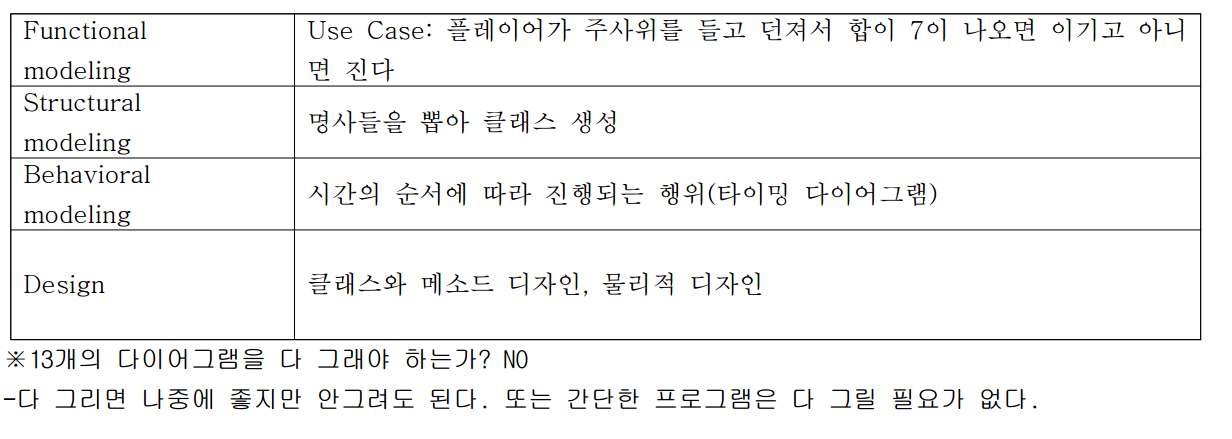 Functional
modeling
Use Case: 플레이어가 주사위를 들고 던져서 합이 7이 나오면 이기고 아니
면 진다
Structural
modeling
명사들을 뽑아 클래스 생성
Behavioral
modeling
시간의 순서에 따라 진행되는 행위(타이밍 다이어그램)
Design
클래스와 메소드 디자인, 물리적 디자인
※13개의 다이어그램을 다 그래야 하는가? NO
-다 그리면 나중에 좋지만 안그려도 된다. 또는 간단한 프로그램은 다 그릴 필요가 없다.